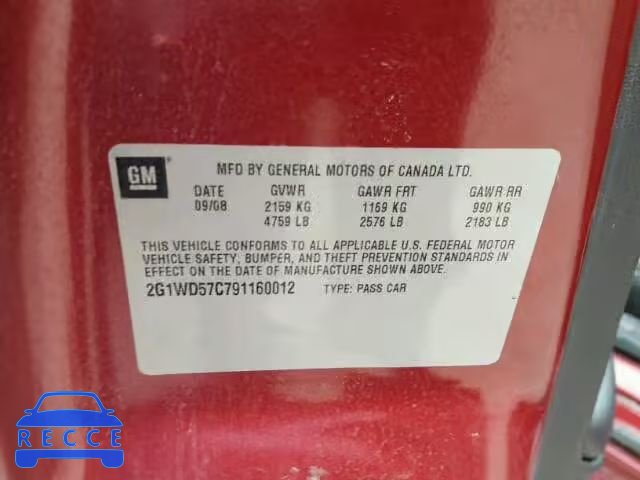 GM
MFD BY GENERAL MOTORS OF CANADA LTD.
DATE GVWR GAWR FRT GAWR RR
09/08 2159 KG 1169 KG 990 KG
4759 LB 2576 LB 2183 LB
THIS VEHICLE CONFORMS TO ALL APPLICABLE U.S. FEDERAL MOTOR
VEHICLE SAFETY, BUMPER, AND THEFT PREVENTION STANDARDS
IN EFFECT ON THE DATE OF MANUFACTURE SHOWN ABOVE.
2G1WD57C791160012 TYPE: PASS CAR
RECCE